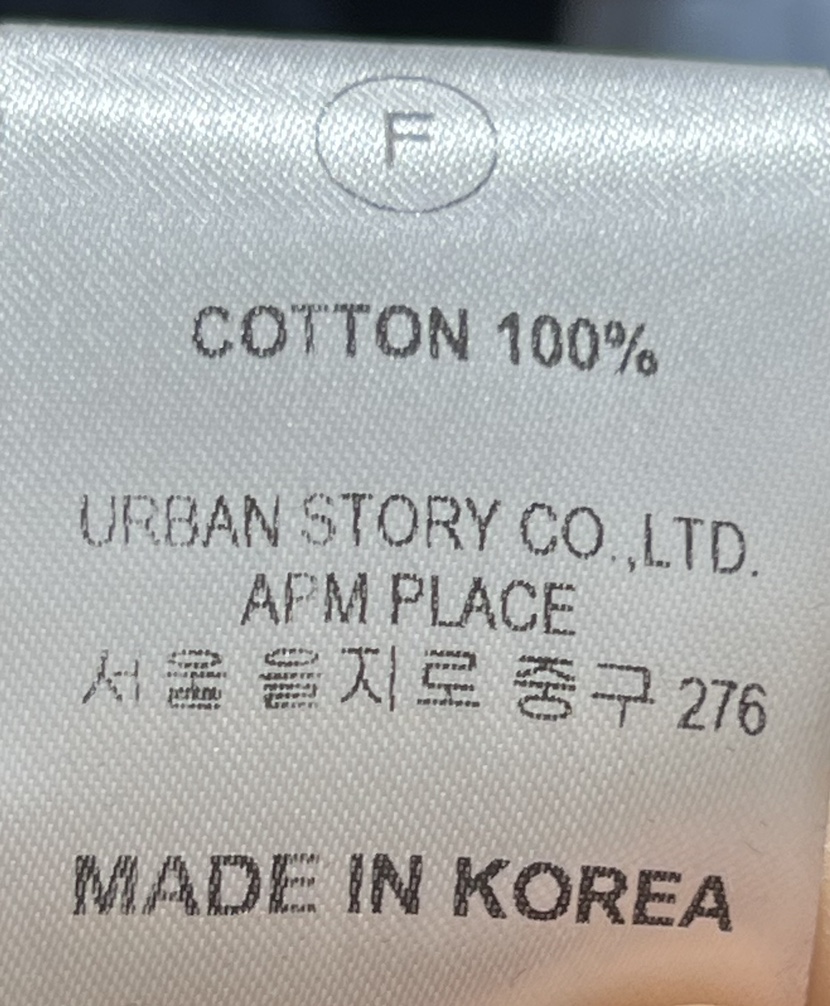 F
COTTON 100%
URBAN STORY CO.,LTD.
APM PLACE
서울 을지로 중구 276
MADE IN KOREA